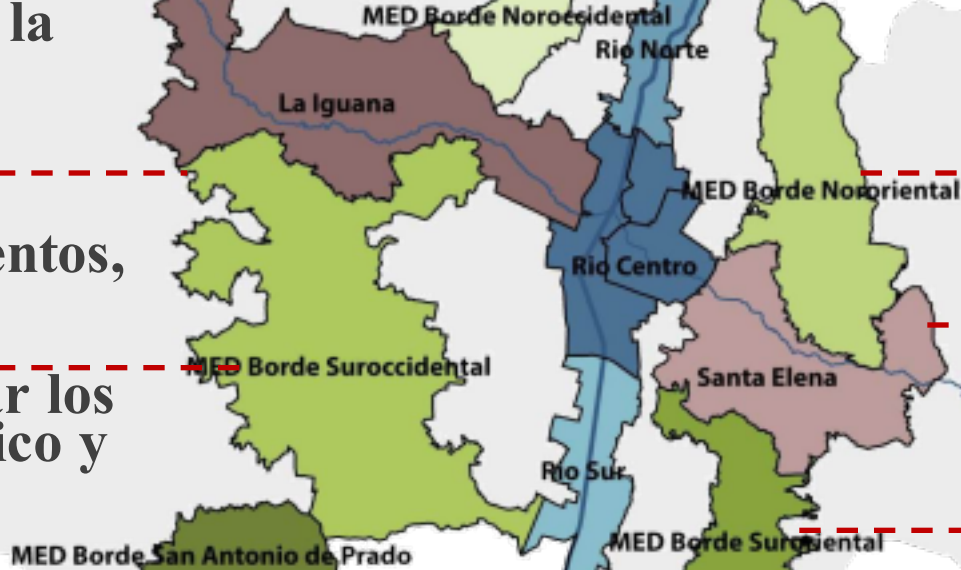 la
MED Borde Noroccidental
Rio Norte
La Iguana
MED Borde Nororiental
entos,
Rio Centro
MED Borde Suroccidental
Santa Elena
ar los
ico y
Rio Sur
MED Borde Suroriental
MED Borde San Antonio de Prado